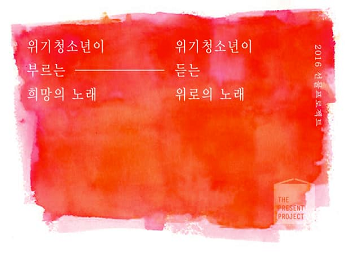 위기청소년이
부르는
희망의 노래
위기청소년이
듣는
위로의 노래
2016 선물프로젝트
THE
PRESENT
PROJECT